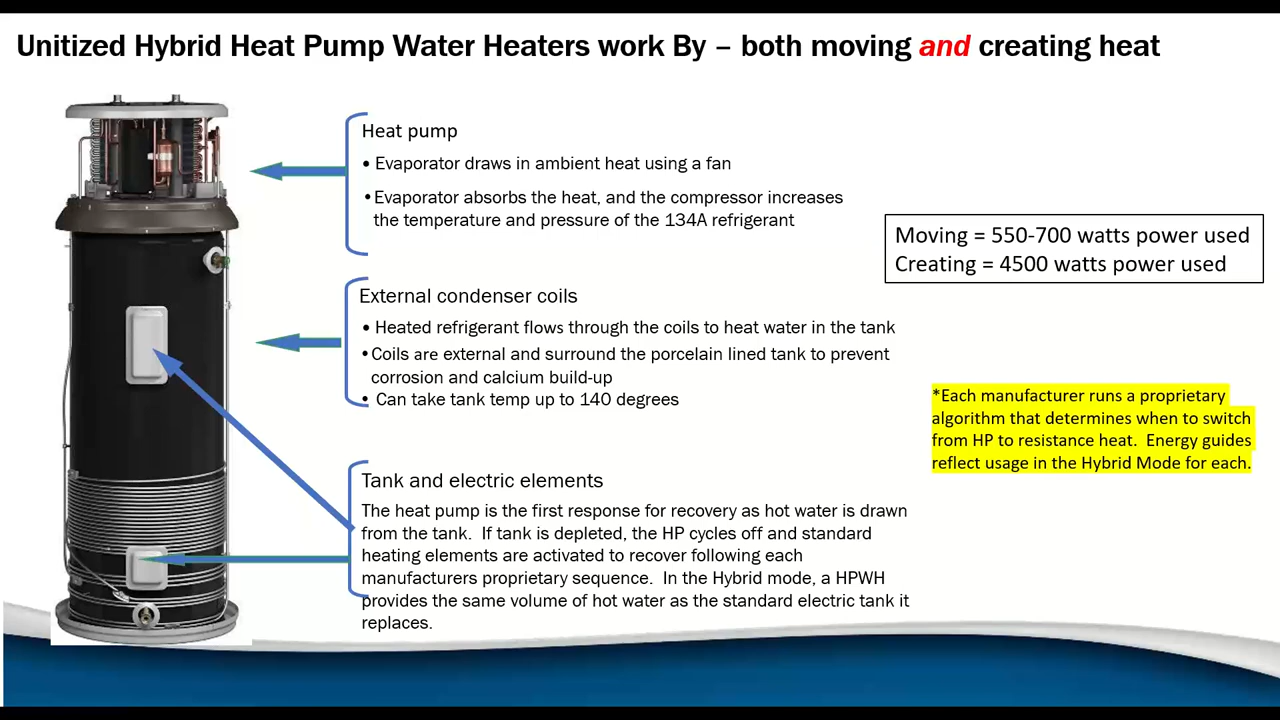 Unitized Hybrid Heat Pump Water Heaters work By – both moving and creating heat
Heat pump
• Evaporator draws in ambient heat using a fan
• Evaporator absorbs the heat, and the compressor increases
the temperature and pressure of the 134A refrigerant
Moving = 550-700 watts power used
Creating = 4500 watts power used
External condenser coils
• Heated refrigerant flows through the coils to heat water in the tank
• Coils are external and surround the porcelain lined tank to prevent
corrosion and calcium build-up
• Can take tank temp up to 140 degrees
*Each manufacturer runs a proprietary
algorithm that determines when to switch
from HP to resistance heat. Energy guides
reflect usage in the Hybrid Mode for each.
Tank and electric elements
The heat pump is the first response for recovery as hot water is drawn
from the tank. If tank is depleted, the HP cycles off and standard
heating elements are activated to recover following each
manufacturers proprietary sequence. In the Hybrid mode, a HPWH
provides the same volume of hot water as the standard electric tank it
replaces.